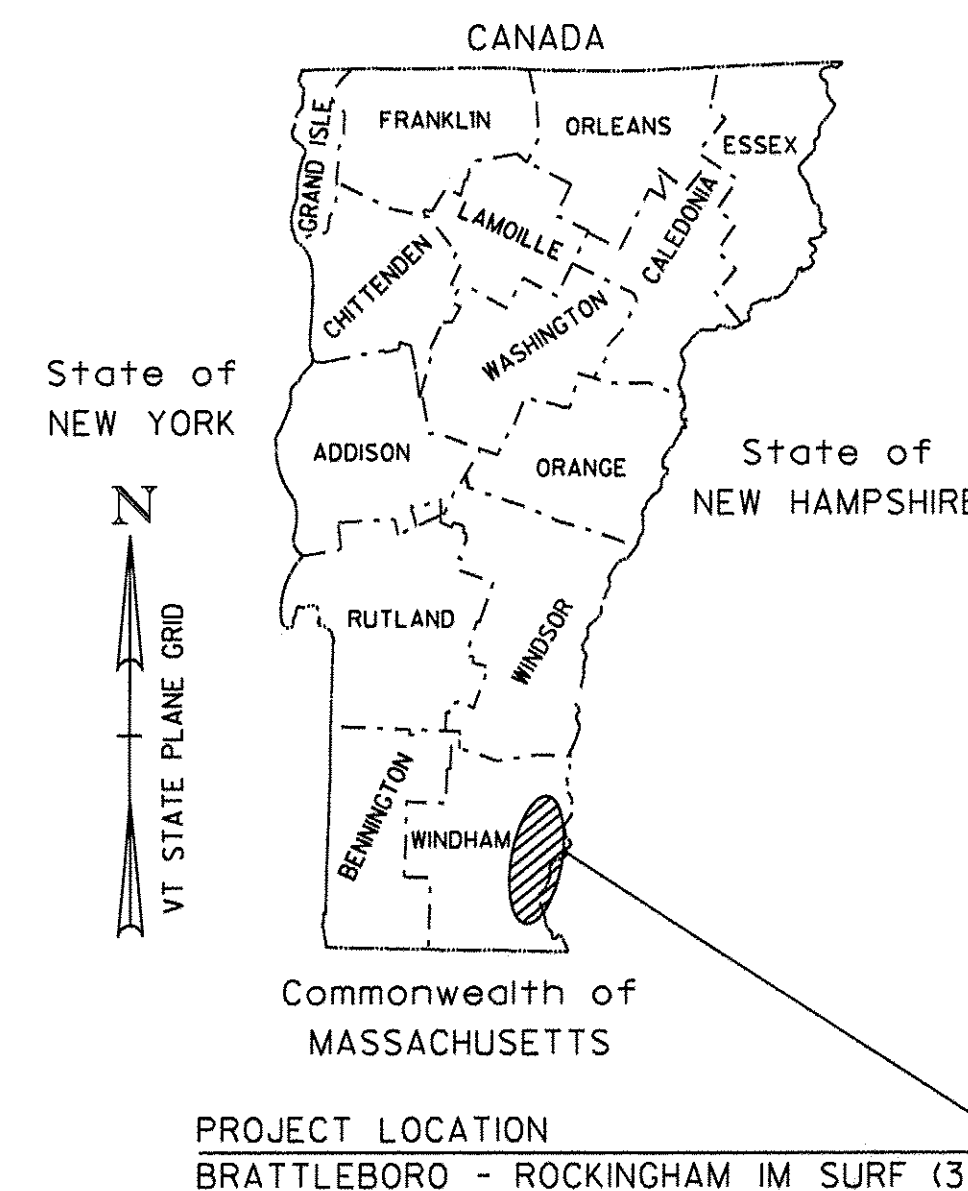 CANADA
GRAND ISLE
FRANKLIN
ORLEANS
ESSEX
LAMOILLE
CALEDONIA
CHITTENDEN
WASHINGTON
State of
NEW YORK
ADDISON
ORANGE
State of
NEW HAMPSHIRE
N
VT STATE PLANE GRID
RUTLAND
WINDSOR
BENNINGTON
WINDHAM
Commonwealth of
MASSACHUSETTS
PROJECT LOCATION
BRATTLEBORO - ROCKINGHAM IM SURF (3